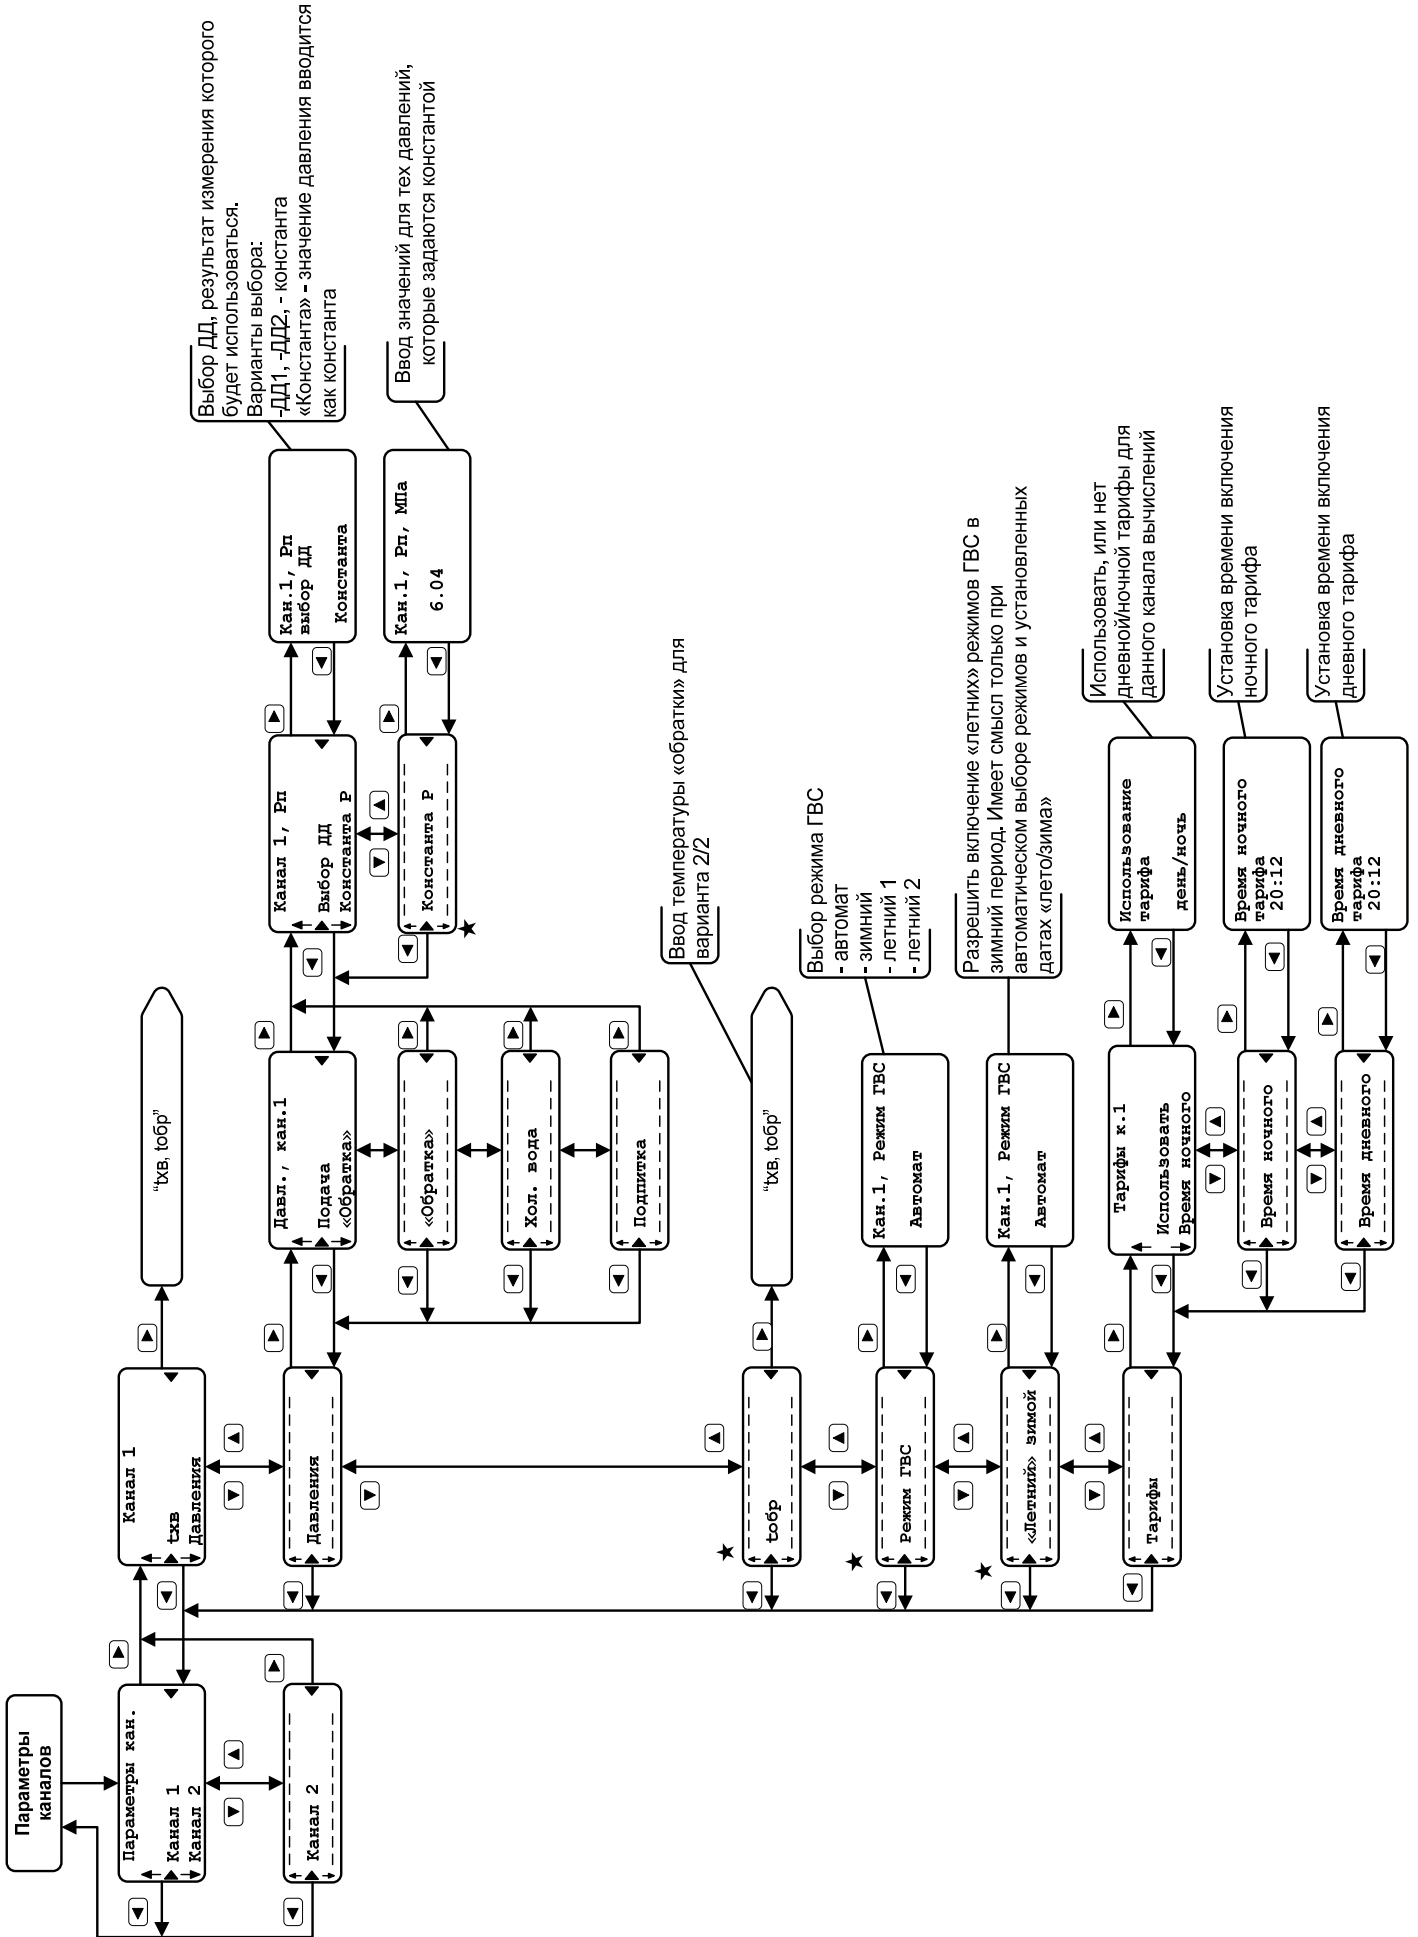 Параметры
каналов
Параметры кан.
Канал 1
Канал 2
Канал 2
Канал 1
tхв
Давления
“tхв, tобр”
Давления
Давл., кан.1
Подача
«Обратка»
«Обратка»
Хол. вода
Подпитка
Канал 1, Рп
Выбор ДД
Константа Р
Константа Р
Кан.1, Рп
выбор ДД
Константа
Выбор ДД, результат измерения которого
будет использоваться.
Варианты выбора:
-ДД1, -ДД2, - константа
«Константа» - значение давления вводится
как константа
Кан.1, Рп, МПа
6.04
Ввод значений для тех давлений,
которые задаются константой
tобр
“tхв, tобр”
Ввод температуры «обратки» для
варианта 2/2
Режим ГВС
Кан.1, Режим ГВС
Автомат
Выбор режима ГВС
- автомат
- зимний
- летний 1
- летний 2
«Летний» зимой
Кан.1, Режим ГВС
Автомат
Разрешить включение «летних» режимов ГВС в
зимний период. Имеет смысл только при
автоматическом выборе режимов и установленных
датах «лето/зима»
Тарифы
Тарифы к.1
Использовать
Время ночного
Использование
тарифа
день/ночь
Использовать, или нет
дневной/ночной тарифы для
данного канала вычислений
Время ночного
Время ночного
тарифа
20:12
Установка времени включения
ночного тарифа
Время дневного
Время дневного
тарифа
20:12
Установка времени включения
дневного тарифа